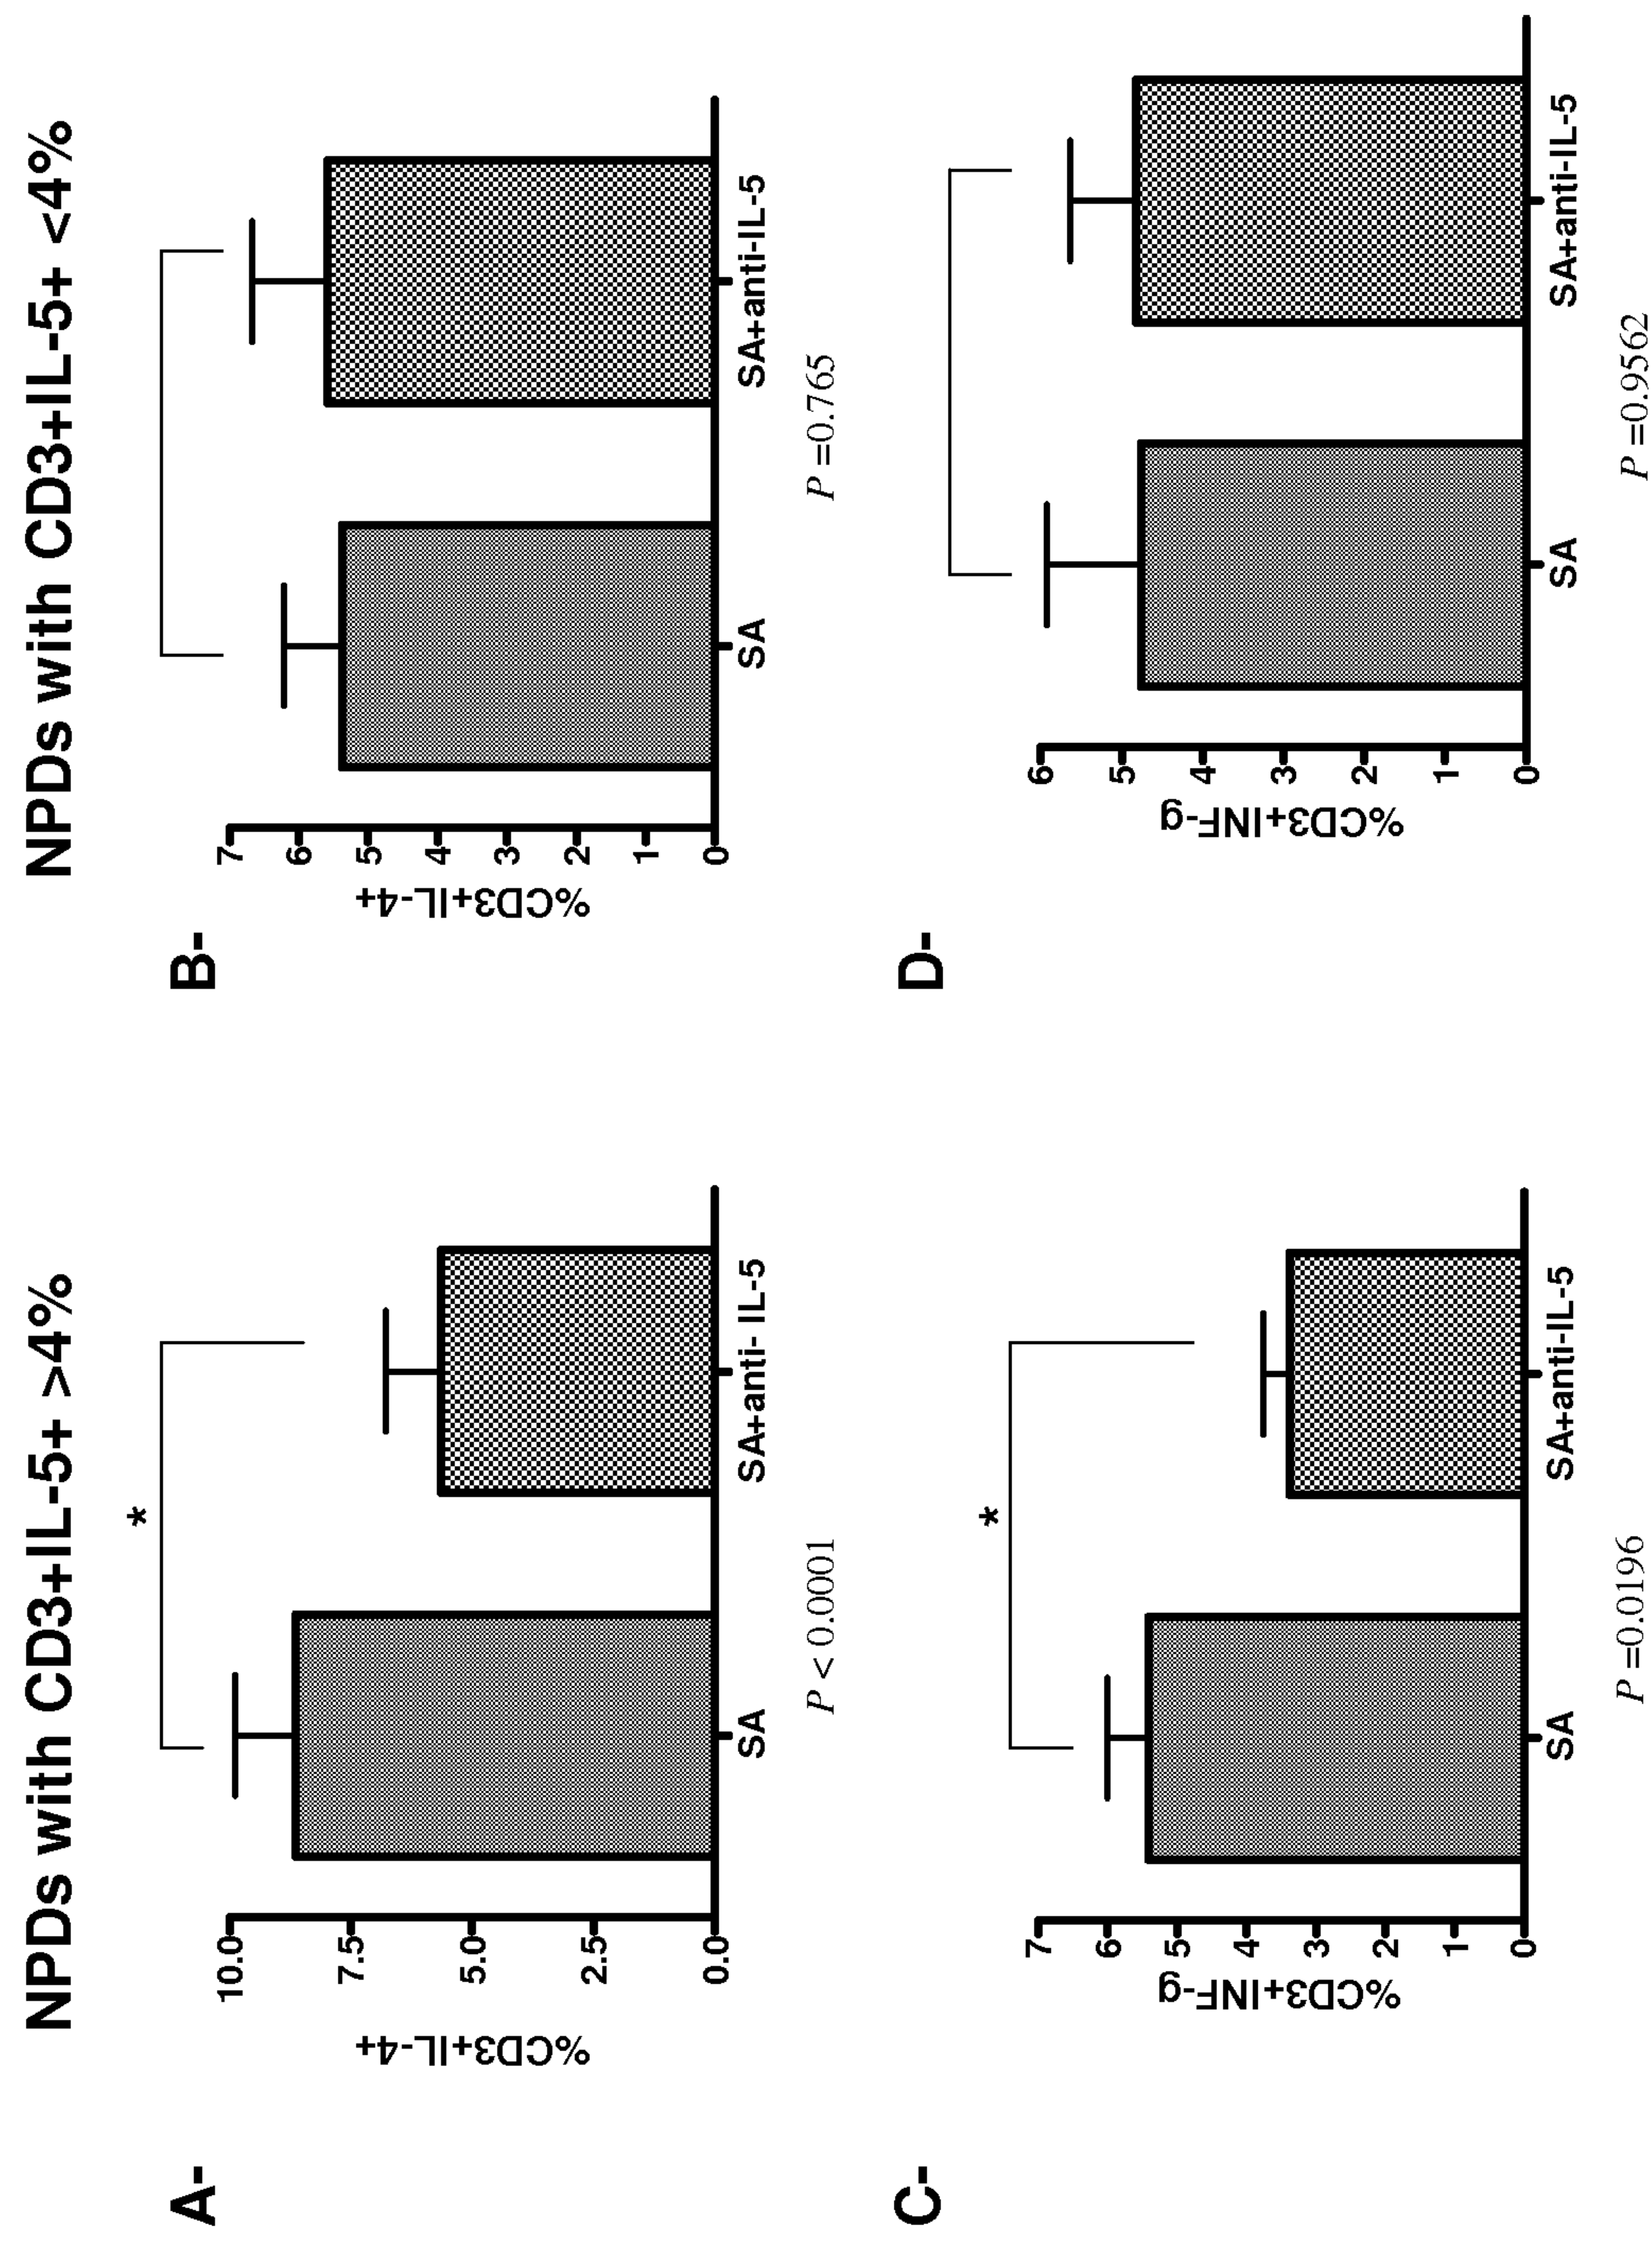 NPDs with CD3+IL-5+ >4%
NPDs with CD3+IL-5+ <4%
A-
%CD3+IL-4+
10.0
7.5
5.0
2.5
0.0
*
SA
SA+anti- IL-5
P < 0.0001
B-
%CD3+IL-4+
7
6
5
4
3
2
1
0
SA
SA+anti-IL-5
P =0.765
C-
%CD3+INF-g
7
6
5
4
3
2
1
0
*
SA
SA+anti-IL-5
P =0.0196
D-
%CD3+INF-g
6
5
4
3
2
1
0
SA
SA+anti-IL-5
P =0.9562